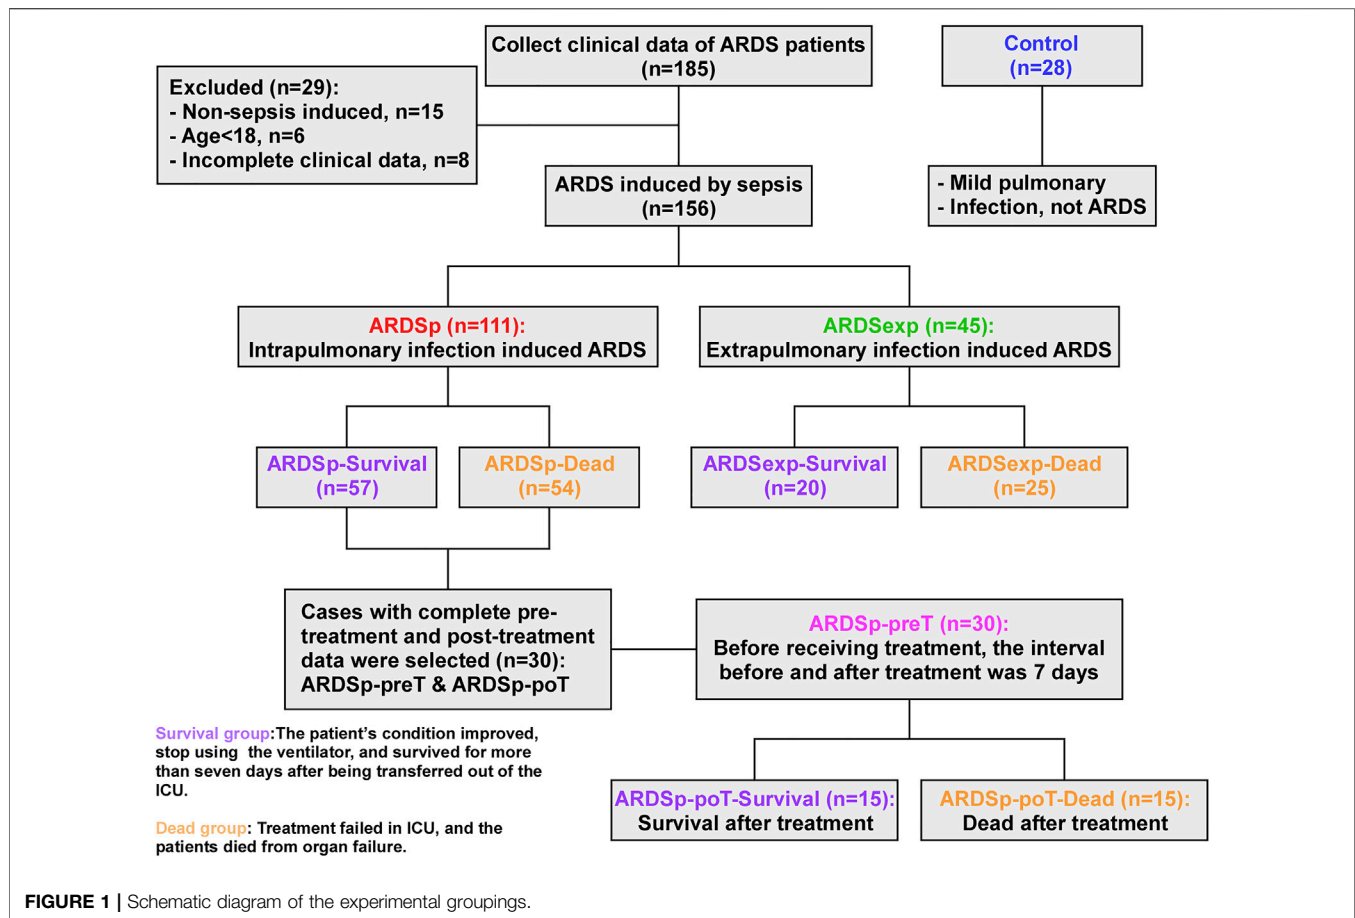 Collect clinical data of ARDS patients
(n=185)
Control
(n=28)
Excluded (n=29):
- Non-sepsis induced, n=15
- Age<18, n=6
- Incomplete clinical data, n=8
ARDS induced by sepsis
(n=156)
- Mild pulmonary
- Infection, not ARDS
ARDSp (n=111):
Intrapulmonary infection induced ARDS
ARDSexp (n=45):
Extrapulmonary infection induced ARDS
ARDSp-Survival
(n=57)
ARDSp-Dead
(n=54)
ARDSexp-Survival
(n=20)
ARDSexp-Dead
(n=25)
Cases with complete pre-
treatment and post-treatment
data were selected (n=30):
ARDSp-preT & ARDSp-poT
ARDSp-preT (n=30):
Before receiving treatment, the interval
before and after treatment was 7 days
Survival group:The patient's condition improved,
stop using  the ventilator, and survived for more
than seven days after being transferred out of the
ICU.
Dead group: Treatment failed in ICU, and the
patients died from organ failure.
ARDSp-poT-Survival (n=15):
Survival after treatment
ARDSp-poT-Dead (n=15):
Dead after treatment
FIGURE 1 | Schematic diagram of the experimental groupings.